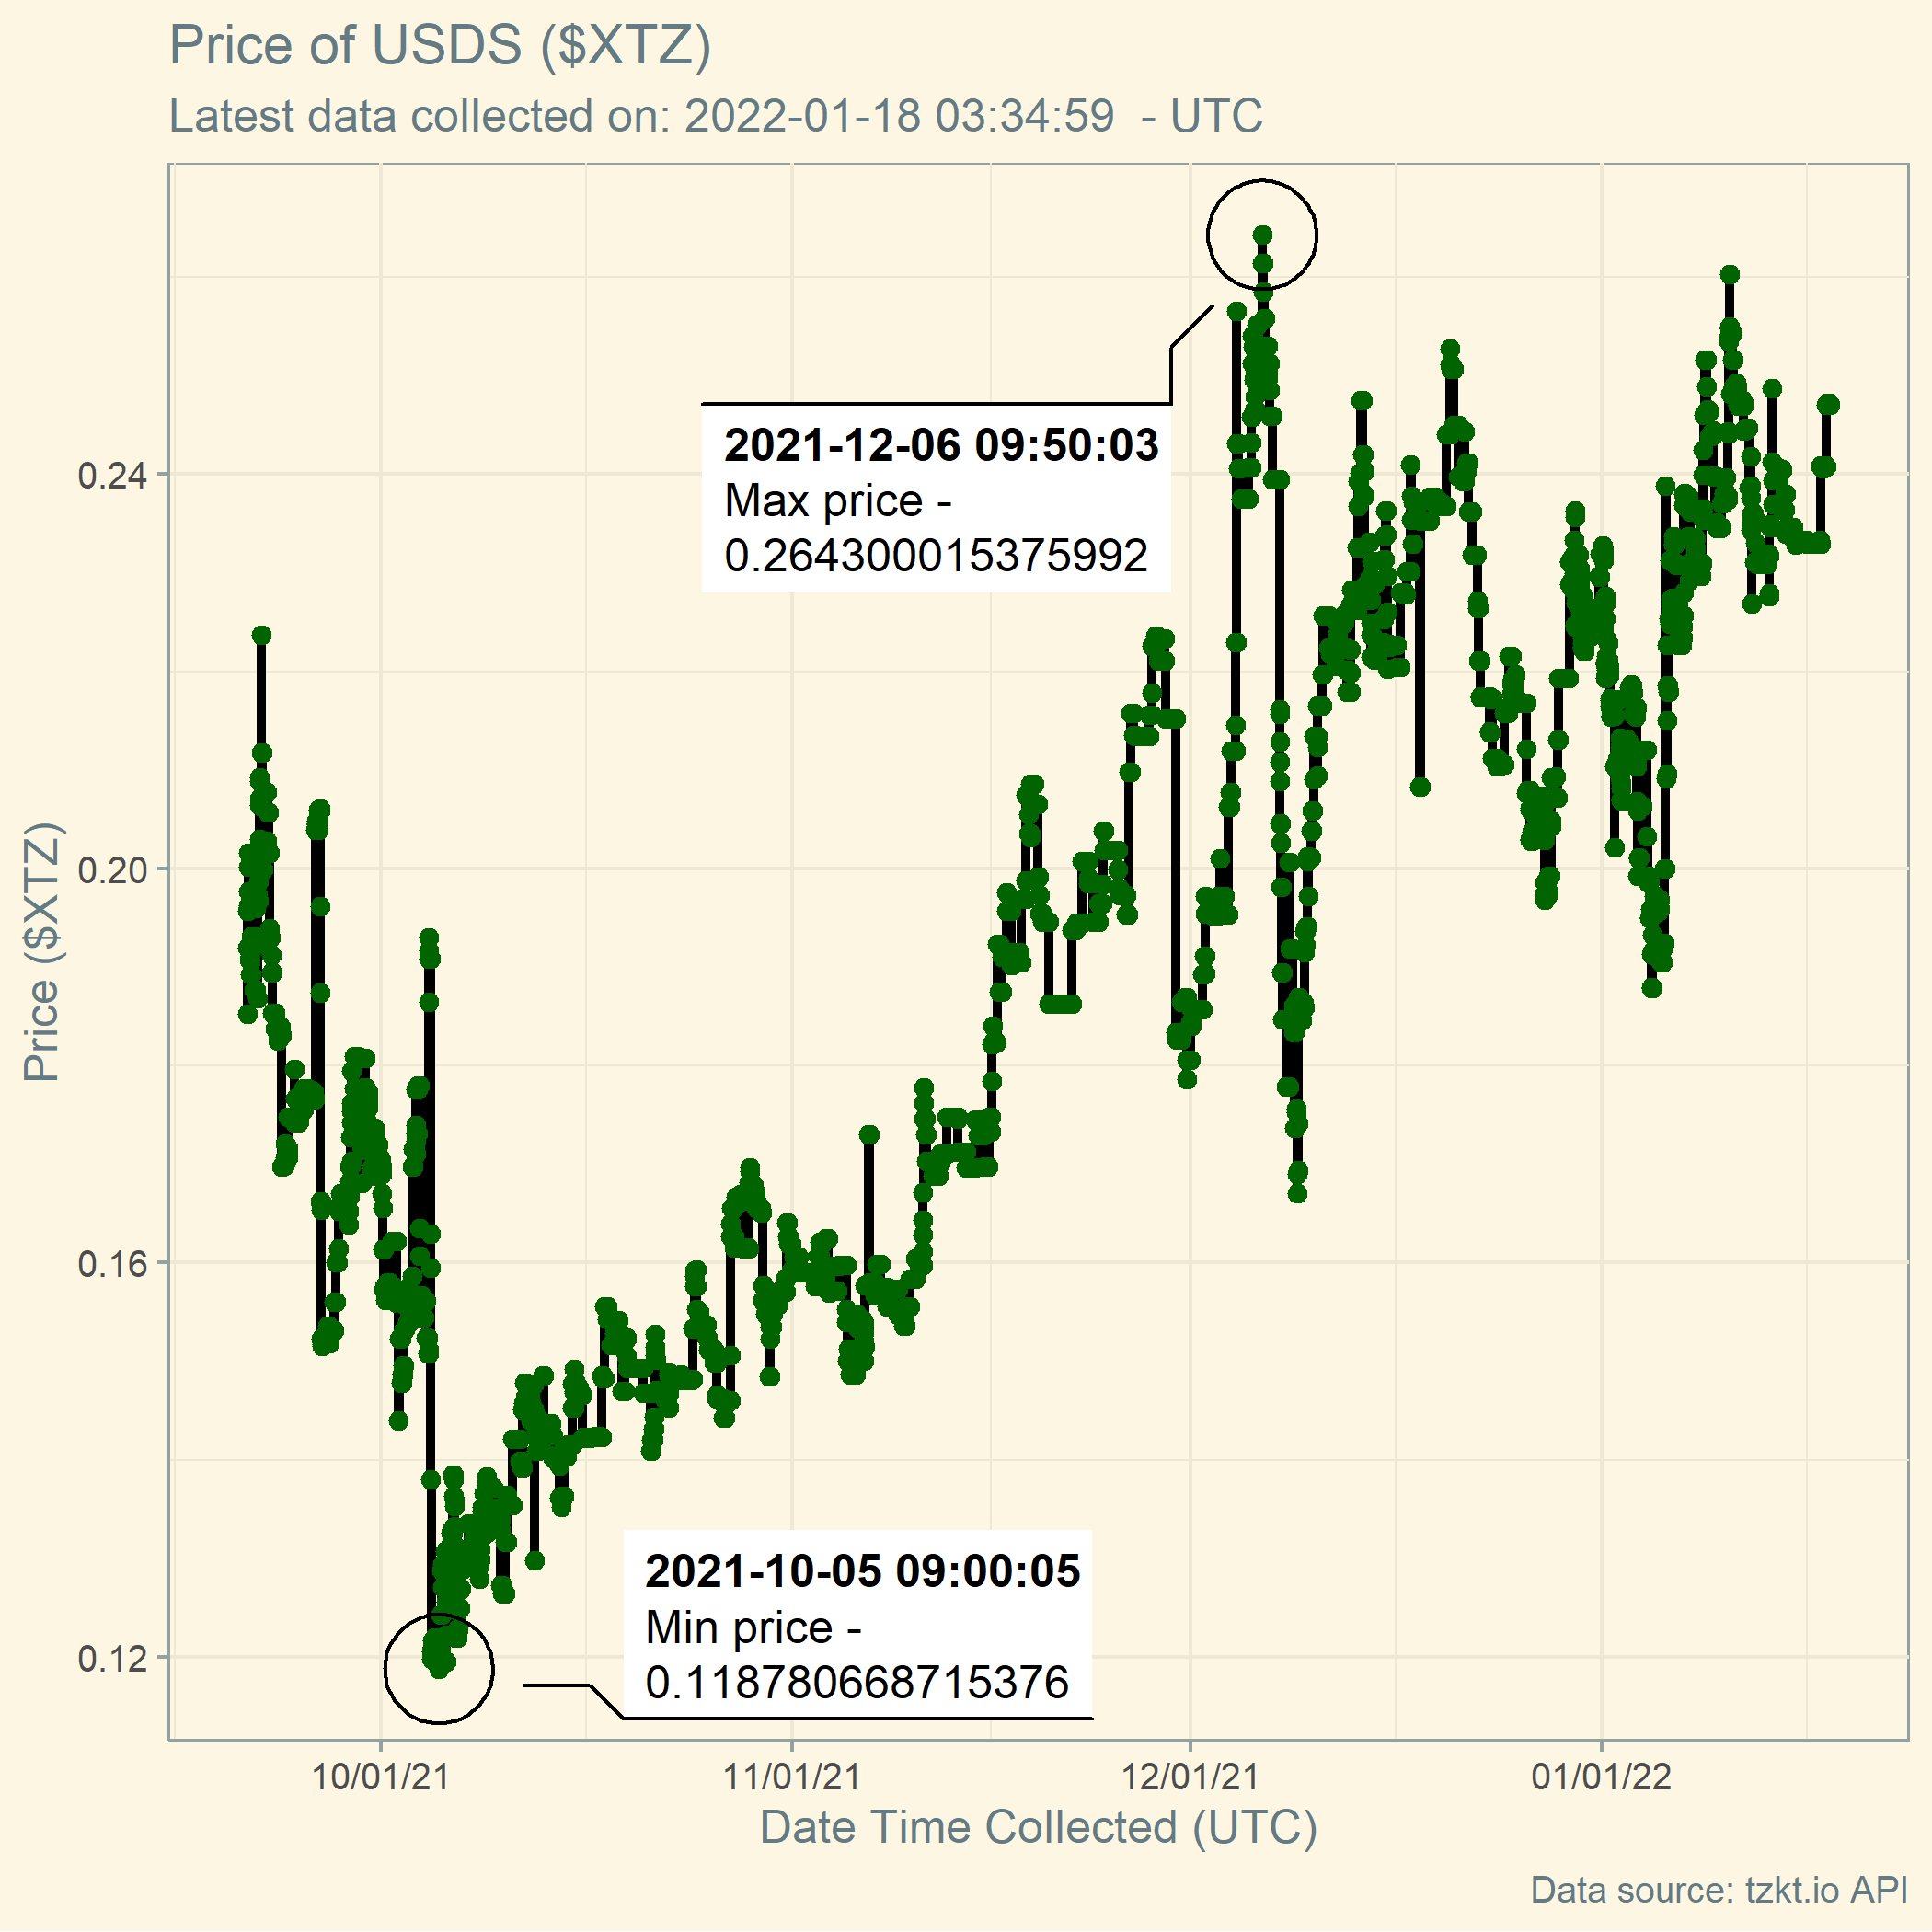 Price of USDS ($XTZ)
Latest data collected on: 2022-01-18 03:34:59  - UTC
Price ($XTZ)
0.24
0.20
0.16
0.12
2021-12-06 09:50:03
Max price -
0.264300015375992
2021-10-05 09:00:05
Min price -
0.118780668715376
10/01/21
11/01/21
12/01/21
01/01/22
Date Time Collected (UTC)
Data source: tzkt.io API